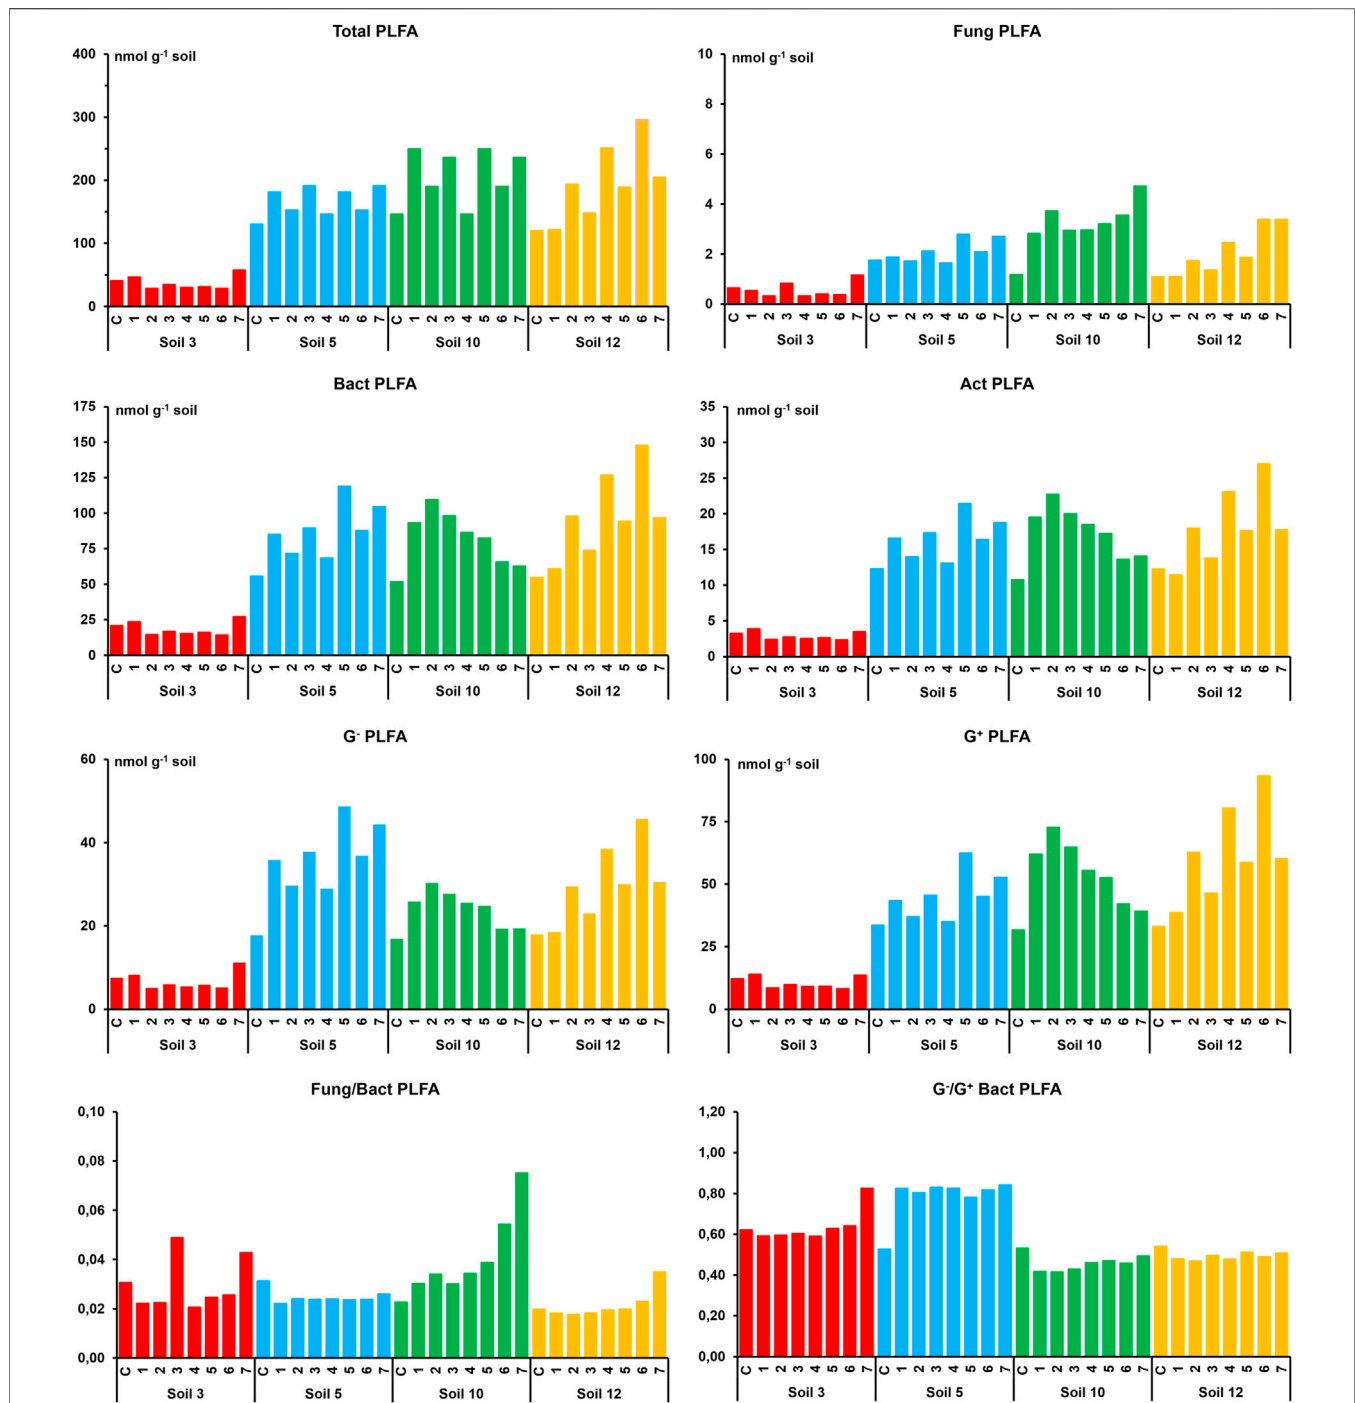 Total PLFA
nmol g⁻¹ soil
400
300
200
100
0
C 1 2 3 4 5 6 7 C 1 2 3 4 5 6 7 C 1 2 3 4 5 6 7 C 1 2 3 4 5 6 7
Soil 3 Soil 5 Soil 10 Soil 12
Fung PLFA
nmol g⁻¹ soil
10
8
6
4
2
0
C 1 2 3 4 5 6 7 C 1 2 3 4 5 6 7 C 1 2 3 4 5 6 7 C 1 2 3 4 5 6 7
Soil 3 Soil 5 Soil 10 Soil 12
Bact PLFA
nmol g⁻¹ soil
175
150
125
100
75
50
25
0
C 1 2 3 4 5 6 7 C 1 2 3 4 5 6 7 C 1 2 3 4 5 6 7 C 1 2 3 4 5 6 7
Soil 3 Soil 5 Soil 10 Soil 12
Act PLFA
nmol g⁻¹ soil
35
30
25
20
15
10
5
0
C 1 2 3 4 5 6 7 C 1 2 3 4 5 6 7 C 1 2 3 4 5 6 7 C 1 2 3 4 5 6 7
Soil 3 Soil 5 Soil 10 Soil 12
G⁻ PLFA
nmol g⁻¹ soil
60
40
20
0
C 1 2 3 4 5 6 7 C 1 2 3 4 5 6 7 C 1 2 3 4 5 6 7 C 1 2 3 4 5 6 7
Soil 3 Soil 5 Soil 10 Soil 12
G⁺ PLFA
nmol g⁻¹ soil
100
75
50
25
0
C 1 2 3 4 5 6 7 C 1 2 3 4 5 6 7 C 1 2 3 4 5 6 7 C 1 2 3 4 5 6 7
Soil 3 Soil 5 Soil 10 Soil 12
Fung/Bact PLFA
0,10
0,08
0,06
0,04
0,02
0,00
C 1 2 3 4 5 6 7 C 1 2 3 4 5 6 7 C 1 2 3 4 5 6 7 C 1 2 3 4 5 6 7
Soil 3 Soil 5 Soil 10 Soil 12
G⁻/G⁺ Bact PLFA
1,20
1,00
0,80
0,60
0,40
0,20
0,00
C 1 2 3 4 5 6 7 C 1 2 3 4 5 6 7 C 1 2 3 4 5 6 7 C 1 2 3 4 5 6 7
Soil 3 Soil 5 Soil 10 Soil 12